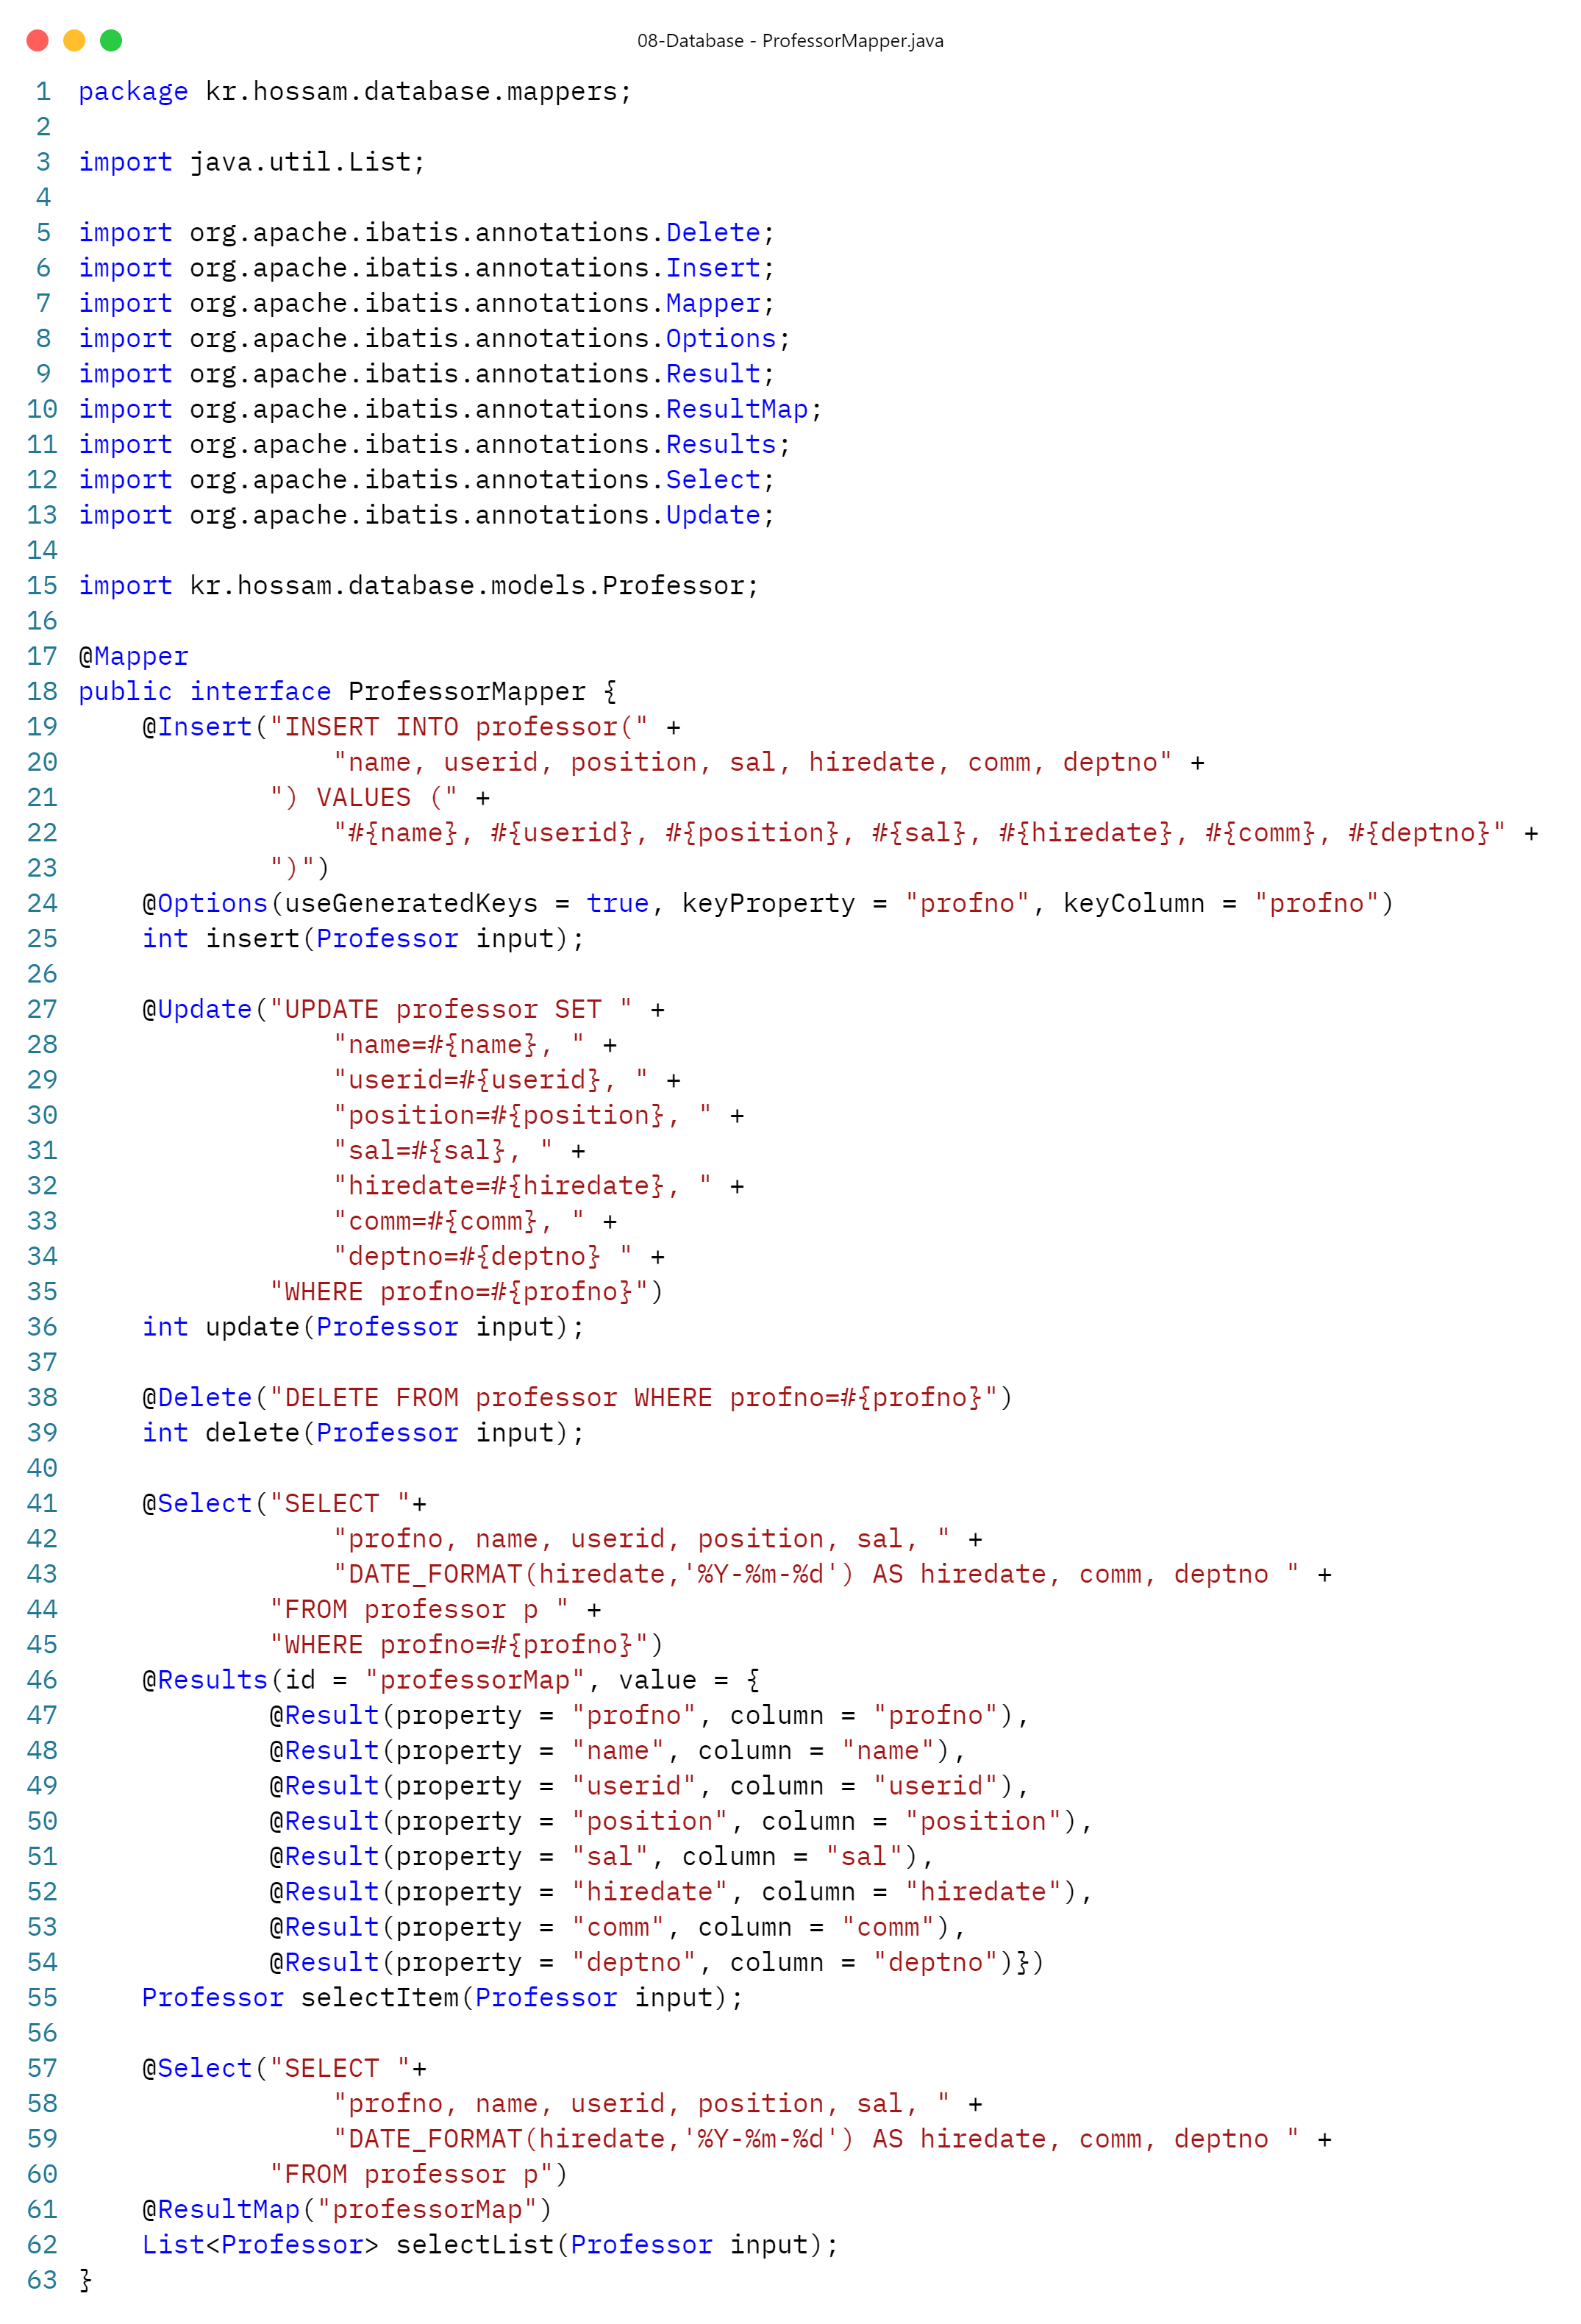 08-Database - ProfessorMapper.java
1 package kr.hossam.database.mappers;
2
3 import java.util.List;
4
5 import org.apache.ibatis.annotations.Delete;
6 import org.apache.ibatis.annotations.Insert;
7 import org.apache.ibatis.annotations.Mapper;
8 import org.apache.ibatis.annotations.Options;
9 import org.apache.ibatis.annotations.Result;
10 import org.apache.ibatis.annotations.ResultMap;
11 import org.apache.ibatis.annotations.Results;
12 import org.apache.ibatis.annotations.Select;
13 import org.apache.ibatis.annotations.Update;
14
15 import kr.hossam.database.models.Professor;
16
17 @Mapper
18 public interface ProfessorMapper {
19     @Insert("INSERT INTO professor(" +
20                 "name, userid, position, sal, hiredate, comm, deptno" +
21             ") VALUES (" +
22                 "#{name}, #{userid}, #{position}, #{sal}, #{hiredate}, #{comm}, #{deptno}" +
23             ")")
24     @Options(useGeneratedKeys = true, keyProperty = "profno", keyColumn = "profno")
25     int insert(Professor input);
26
27     @Update("UPDATE professor SET " +
28                 "name=#{name}, " +
29                 "userid=#{userid}, " +
30                 "position=#{position}, " +
31                 "sal=#{sal}, " +
32                 "hiredate=#{hiredate}, " +
33                 "comm=#{comm}, " +
34                 "deptno=#{deptno} " +
35             "WHERE profno=#{profno}")
36     int update(Professor input);
37
38     @Delete("DELETE FROM professor WHERE profno=#{profno}")
39     int delete(Professor input);
40
41     @Select("SELECT "+
42                 "profno, name, userid, position, sal, " +
43                 "DATE_FORMAT(hiredate,'%Y-%m-%d') AS hiredate, comm, deptno " +
44             "FROM professor p " +
45             "WHERE profno=#{profno}")
46     @Results(id = "professorMap", value = {
47             @Result(property = "profno", column = "profno"),
48             @Result(property = "name", column = "name"),
49             @Result(property = "userid", column = "userid"),
50             @Result(property = "position", column = "position"),
51             @Result(property = "sal", column = "sal"),
52             @Result(property = "hiredate", column = "hiredate"),
53             @Result(property = "comm", column = "comm"),
54             @Result(property = "deptno", column = "deptno")})
55     Professor selectItem(Professor input);
56
57     @Select("SELECT "+
58                 "profno, name, userid, position, sal, " +
59                 "DATE_FORMAT(hiredate,'%Y-%m-%d') AS hiredate, comm, deptno " +
60             "FROM professor p")
61     @ResultMap("professorMap")
62     List<Professor> selectList(Professor input);
63 }